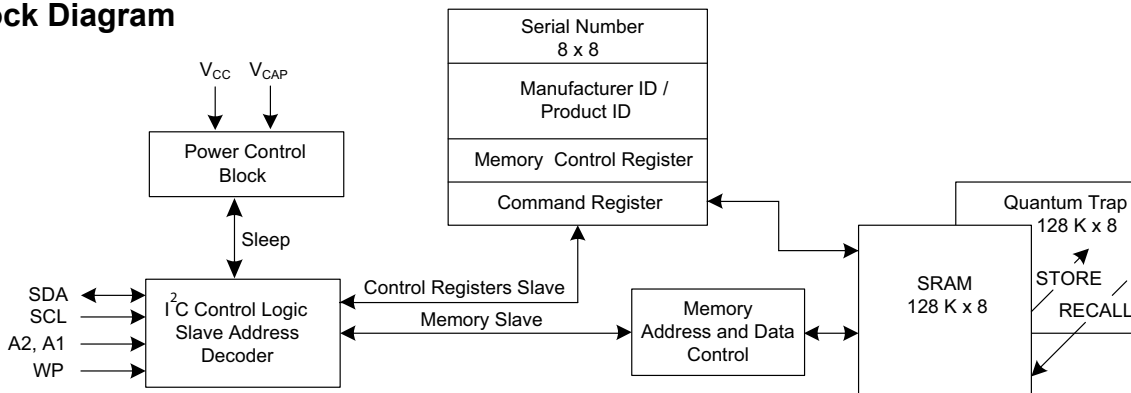 ock Diagram
Serial Number
8 x 8
Manufacturer ID /
Product ID
Memory Control Register
Command Register
VCC VCAP
Power Control
Block
Sleep
Quantum Trap
128 K x 8
SRAM
128 K x 8
STORE
RECALL
SDA
SCL
A2, A1
WP
I2C Control Logic
Slave Address
Decoder
Control Registers Slave
Memory Slave
Memory
Address and Data
Control